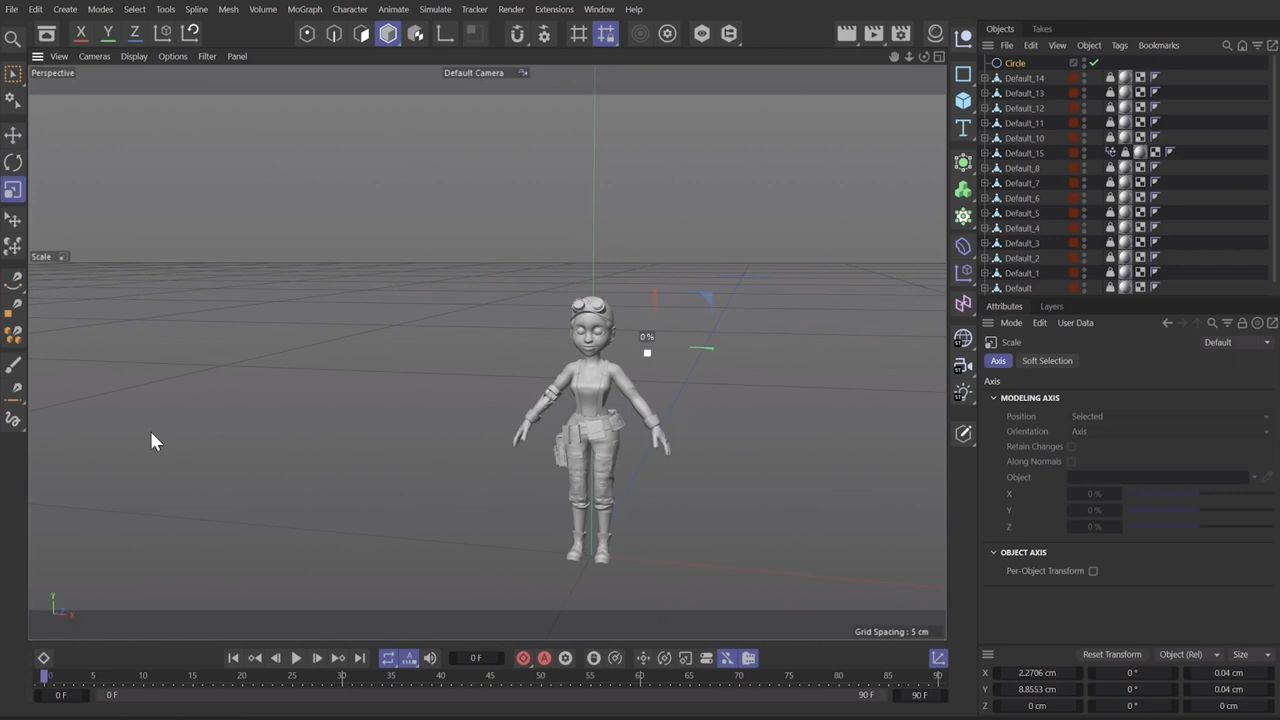 File Edit Create Modes Select Tools Spline Mesh Volume MoGraph Character Animate Simulate Tracker Render Extensions Window Help
X Y Z
View Cameras Display Options Filter Panel
Perspective
Default Camera
Scale
0 %
Y
Z X
Grid Spacing : 5 cm
0 F
0 5 10 15 20 25 30 35 40 45 50 55 60 65 70 75 80 85 90
0 F 0 F 90 F 90 F
T
ST
ST
ST
Objects Takes
File Edit View Object Tags Bookmarks
Circle
Default_14
Default_13
Default_12
Default_11
Default_10
Default_15
Default_8
Default_7
Default_6
Default_5
Default_4
Default_3
Default_2
Default_1
Default
Attributes Layers
Mode Edit User Data
Scale Default
Axis Soft Selection
Axis
MODELING AXIS
Position Selected
Orientation Axis
Retain Changes
Along Normals
Object
X 0 %
Y 0 %
Z 0 %
OBJECT AXIS
Per-Object Transform
Reset Transform Object (Rel) Size
X 2.2706 cm 0 ° 0.04 cm
Y 8.8553 cm 0 ° 0.04 cm
Z 0 cm 0 ° 0 cm